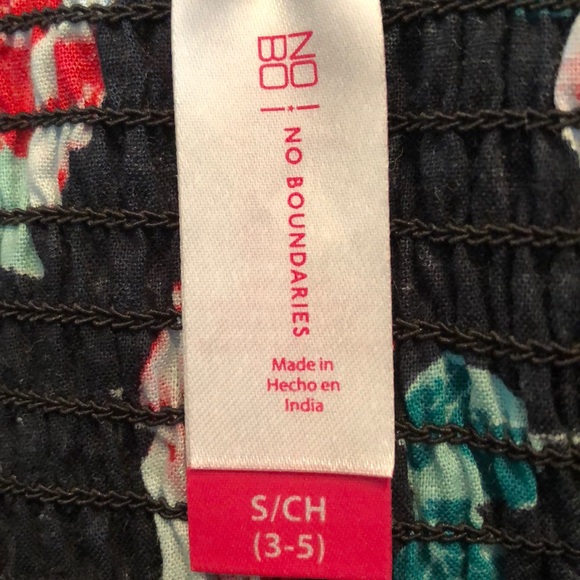 NO!
BO!
NO BOUNDARIES
Made in
Hecho en
India
S/CH
(3-5)